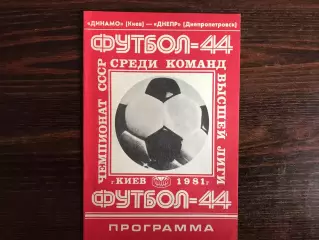 «ДИНАМО» (Киев) — «ДНЕПР» (Днепропетровск)
ФУТБОЛ-44
ЧЕМПИОНАТ СССР
СРЕДИ КОМАНД
ВЫСШЕЙ ЛИГИ
г. КИЕВ 1981 г.
ФУТБОЛ-44
ПРОГРАММА